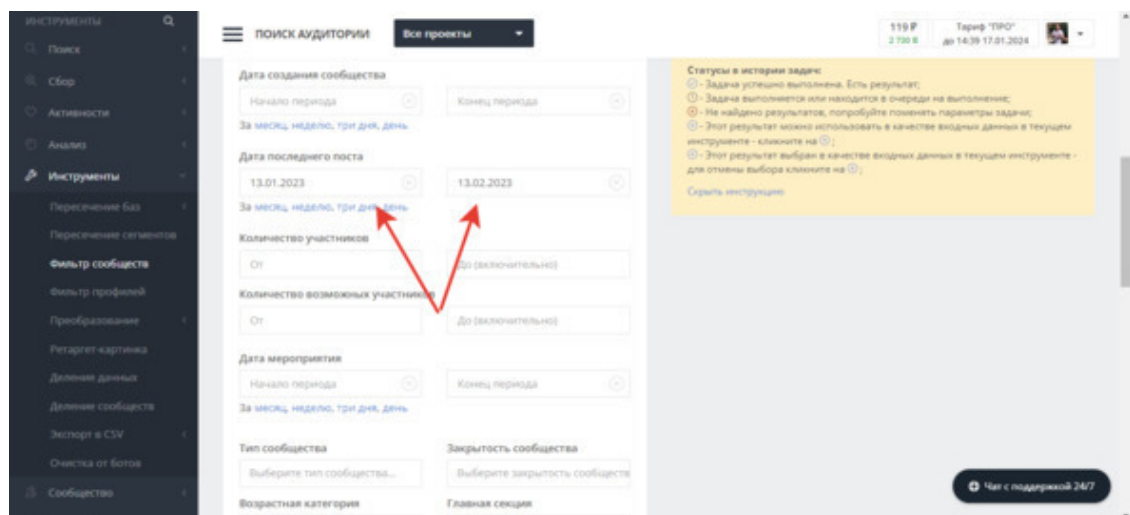 ИНСТРУМЕНТЫ
Поиск
Сбор
Активности
Анализ
Инструменты
Пересечение баз
Пересечение сегментов
Фильтр сообществ
Фильтр профилей
Преобразование
Ретаргет-картинка
Деление данных
Деление сообществ
Экспорт в CSV
Очистка от ботов
Сообщество
ПОИСК АУДИТОРИИ
Все проекты
119 ₽
2 730 Б
Тариф "ПРО"
до 14:39 17.01.2024
Дата создания сообщества
Начало периода
Конец периода
За месяц, неделю, три дня, день
Дата последнего поста
13.01.2023
13.02.2023
За месяц, неделю, три дня, день
Количество участников
От
До (включительно)
Количество возможных участников
От
До (включительно)
Дата мероприятия
Начало периода
Конец периода
За месяц, неделю, три дня, день
Тип сообщества
Закрытость сообщества
Выберите тип сообщества...
Выберите закрытость сообществ
Возрастная категория
Главная секция
Статусы в истории задач:
- Задача успешно выполнена. Есть результат;
- Задача выполняется или находится в очереди на выполнение;
- Не найдено результатов, попробуйте поменять параметры задачи;
- Этот результат можно использовать в качестве входных данных в текущем
инструменте - кликните на ;
- Этот результат выбран в качестве входных данных в текущем инструменте -
для отмены выбора кликните на ;
Скрыть инструкцию
Чат с поддержкой 24/7